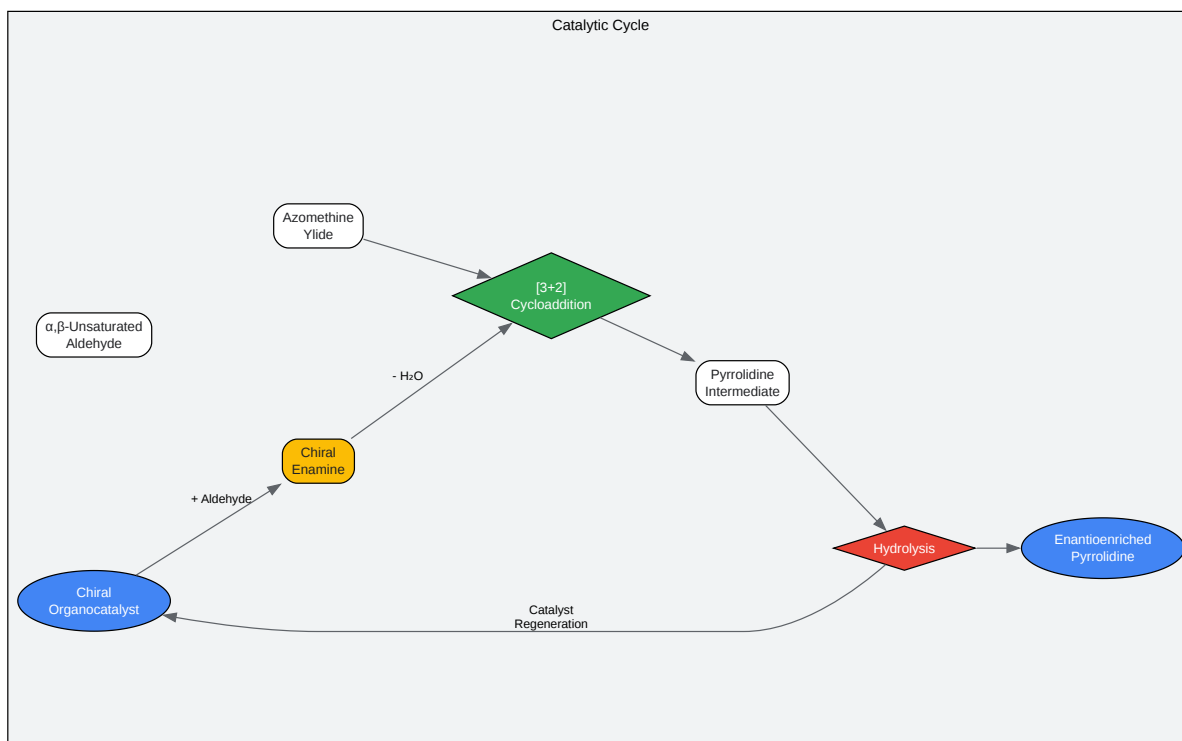 Catalytic Cycle
Azomethine
Ylide
[3+2]
Cycloaddition
α,β-Unsaturated
Aldehyde
- H₂O
Pyrrolidine
Intermediate
Chiral
Enamine
+ Aldehyde
Hydrolysis
Enantioenriched
Pyrrolidine
Chiral
Organocatalyst
Catalyst
Regeneration